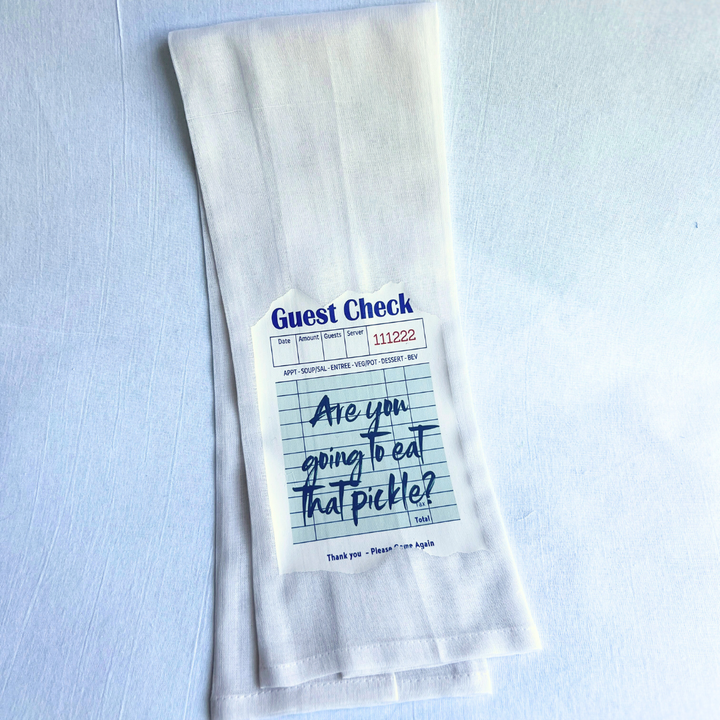 Guest Check
Date Amount Guests Server 111222
APPT - SOUP/SAL - ENTREE - VEG/POT - DESSERT - BEV
Are you
going to eat
that pickle?
Tax
Total
Thank you - Please Come Again